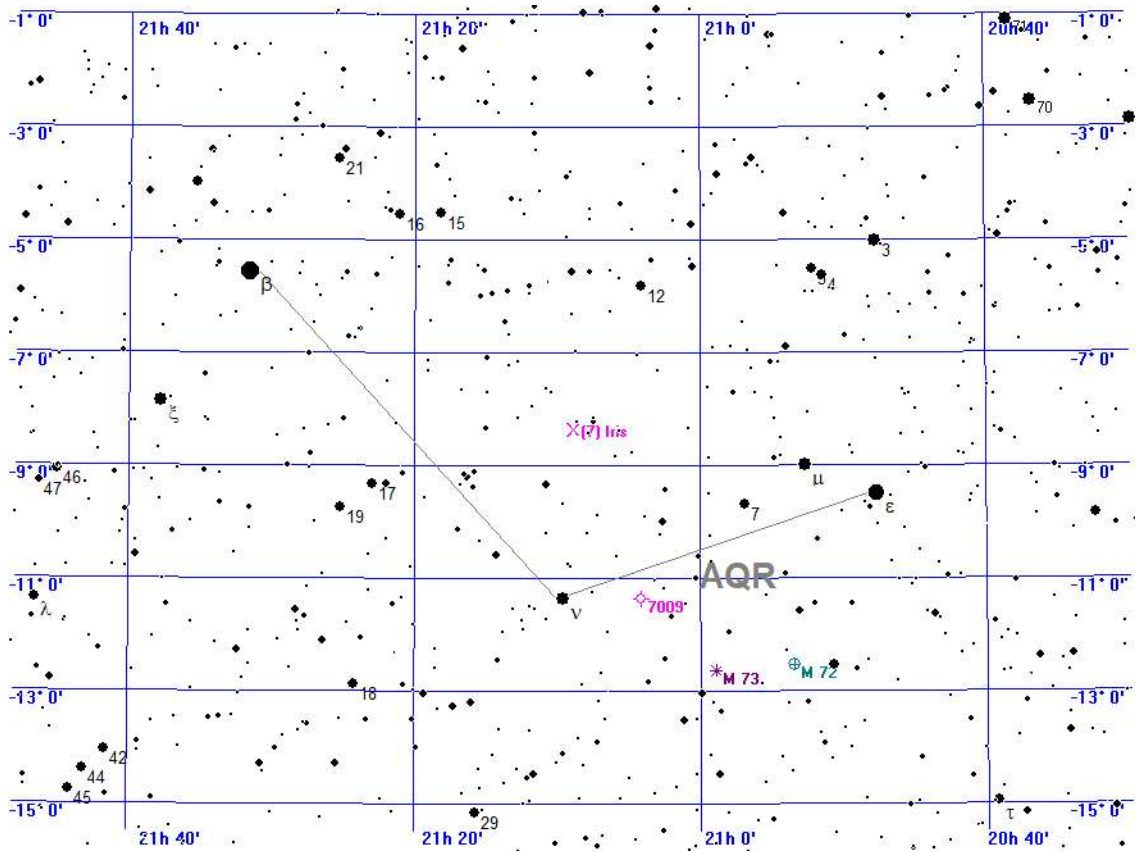 -1° 0' 21h 40' 21h 20' 21h 0' 20h 40' -1° 0'
71
70
-3° 0' -3° 0'
21
16 15
-5° 0' 3 -5° 0'
β 5 4
12
-7° 0' -7° 0'
ξ
(7) Iris
-9° 0' 46 μ -9° 0'
47 17 7 ε
19
-11° 0' AQR -11° 0'
λ ν 7009
M 73 M 72
-13° 0' 18 -13° 0'
42
44
45
-15° 0' 29 τ -15° 0'
21h 40' 21h 20' 21h 0' 20h 40'